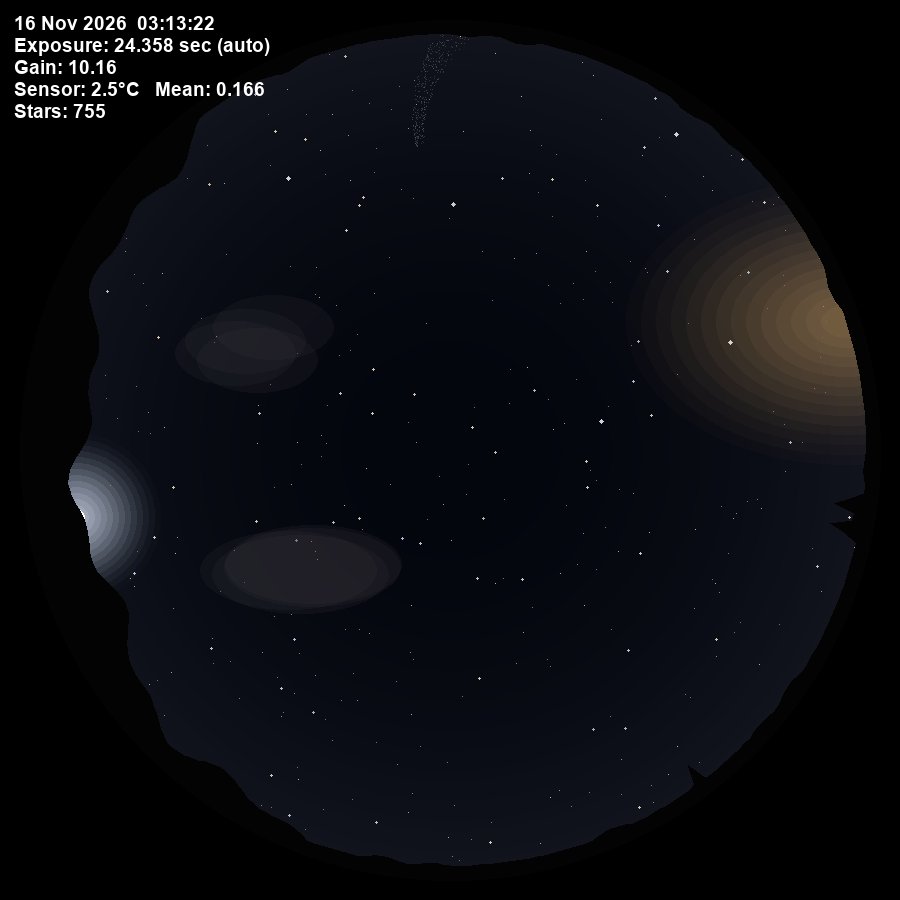 16 Nov 2026  03:13:22
Exposure: 24.358 sec (auto)
Gain: 10.16
Sensor: 2.5°C   Mean: 0.166
Stars: 755